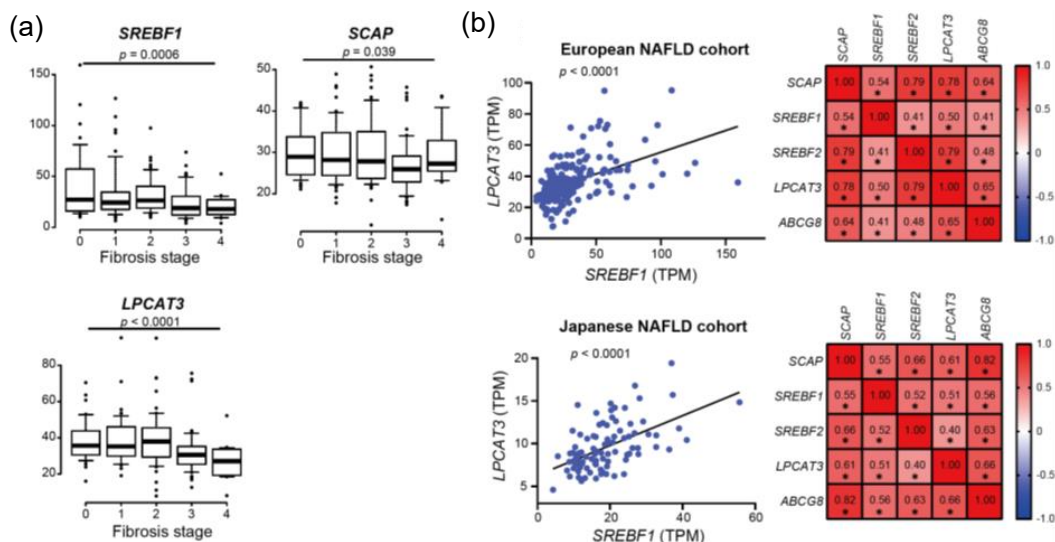 (a)
SREBF1
p = 0.0006
150
100
50
0
0 1 2 3 4
Fibrosis stage
SCAP
p = 0.039
50
40
30
20
0 1 2 3 4
Fibrosis stage
LPCAT3
p < 0.0001
80
60
40
20
0 1 2 3 4
Fibrosis stage
(b)
European NAFLD cohort
p < 0.0001
LPCAT3 (TPM)
100
80
60
40
20
0
0 50 100 150
SREBF1 (TPM)
SCAP SREBF1 SREBF2 LPCAT3 ABCG8
SCAP 1.00 0.54 0.79 0.78 0.64
* * * *
SREBF1 0.54 1.00 0.41 0.50 0.41
* * * *
SREBF2 0.79 0.41 1.00 0.79 0.48
* * * *
LPCAT3 0.78 0.50 0.79 1.00 0.65
* * * *
ABCG8 0.64 0.41 0.48 0.65 1.00
* * * *
1.0
0.5
0
-0.5
-1.0
Japanese NAFLD cohort
p < 0.0001
LPCAT3 (TPM)
20
15
10
5
0 20 40 60
SREBF1 (TPM)
SCAP SREBF1 SREBF2 LPCAT3 ABCG8
SCAP 1.00 0.55 0.66 0.61 0.82
* * * *
SREBF1 0.55 1.00 0.52 0.51 0.56
* * * *
SREBF2 0.66 0.52 1.00 0.40 0.63
* * * *
LPCAT3 0.61 0.51 0.40 1.00 0.66
* * * *
ABCG8 0.82 0.56 0.63 0.66 1.00
* * * *
1.0
0.5
0
-0.5
-1.0